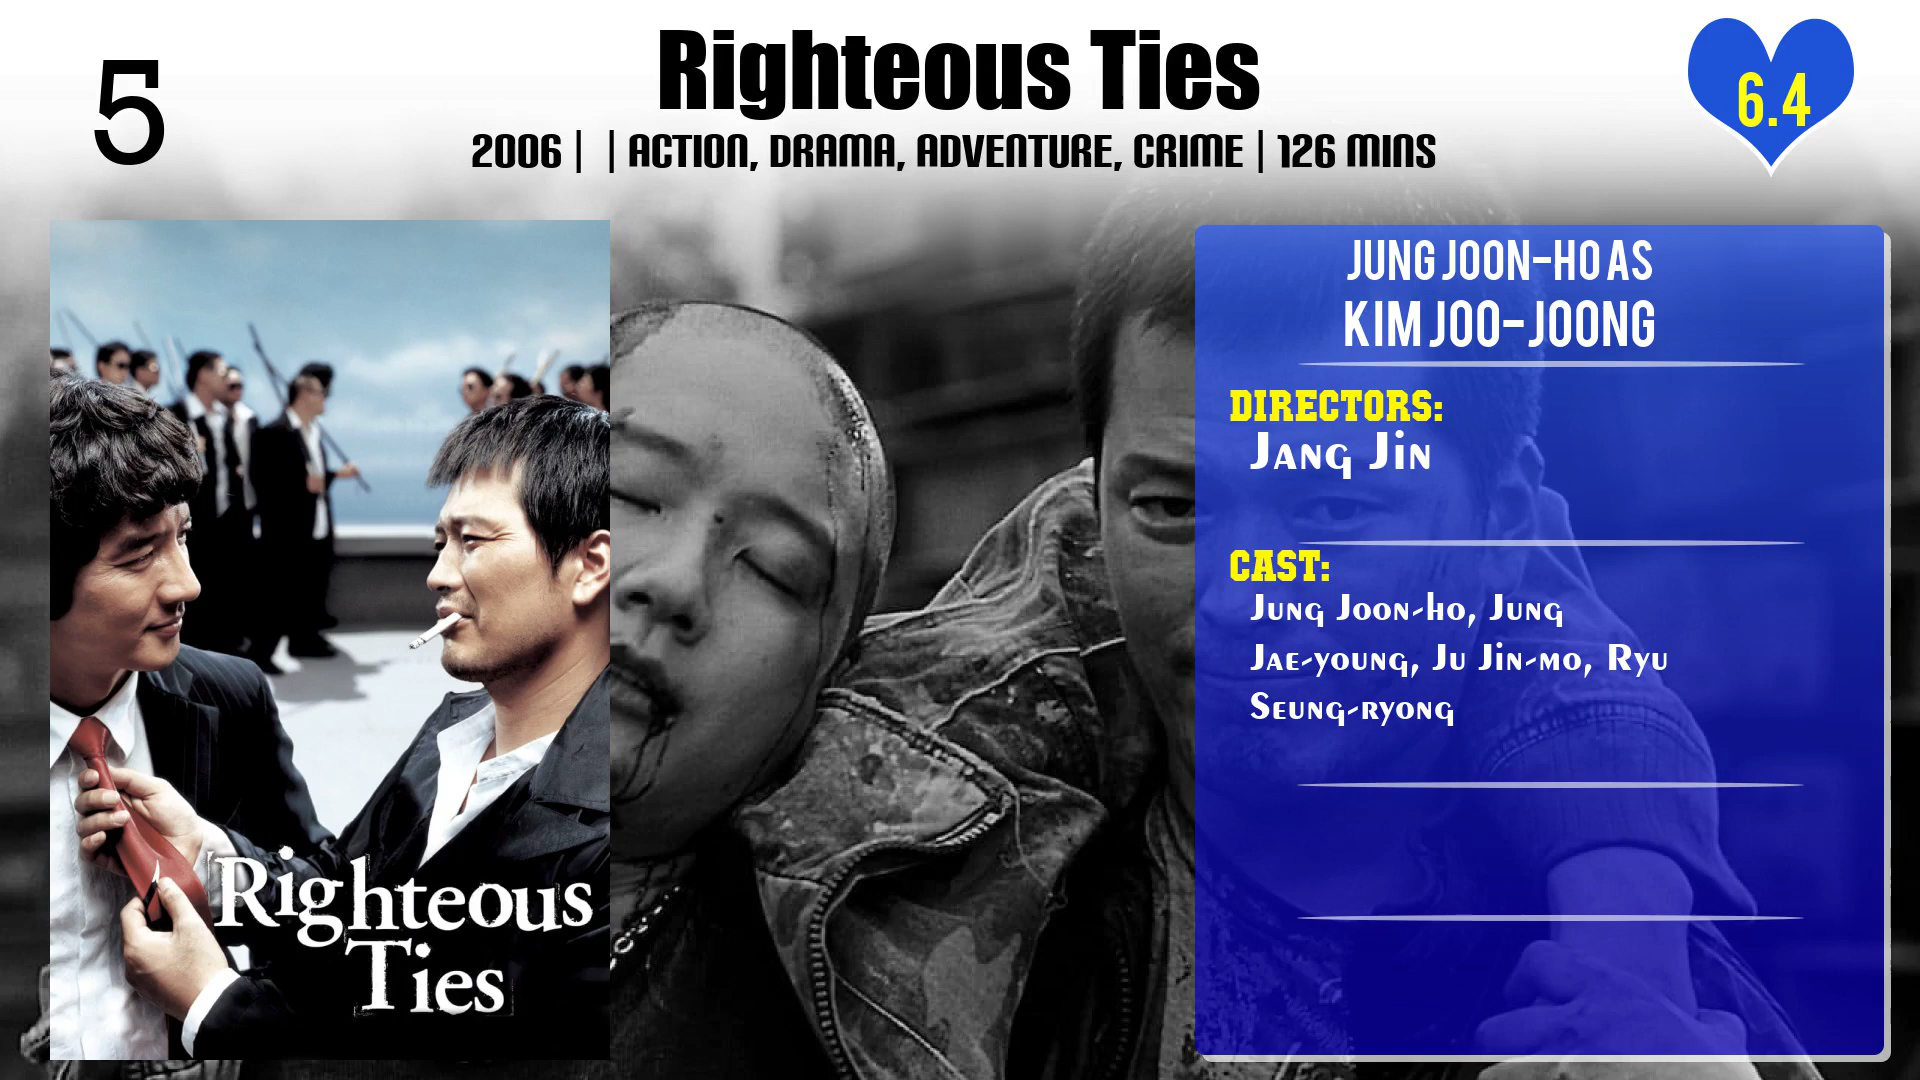 5
Righteous Ties
6.4
2006 | | ACTION, DRAMA, ADVENTURE, CRIME | 126 MINS
JUNG JOON-HO AS
KIM JOO-JOONG
DIRECTORS:
Jang Jin
CAST:
Jung Joon-ho, Jung
Jae-young, Ju Jin-mo, Ryu
Seung-ryong
Righteous
Ties